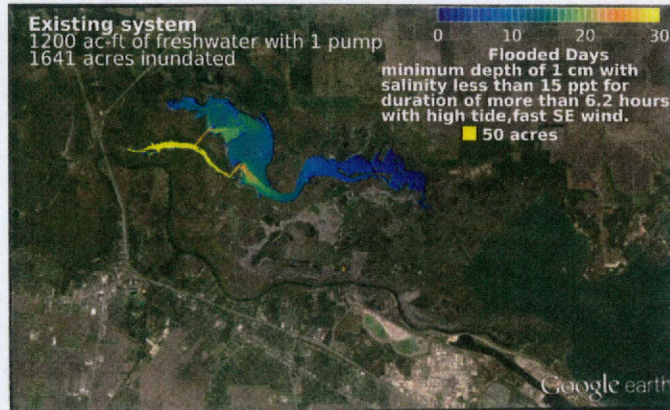 Existing system
1200 ac-ft of freshwater with 1 pump
1641 acres inundated
0 10 20 30
Flooded Days
minimum depth of 1 cm with
salinity less than 15 ppt for
duration of more than 6.2 hours
with high tide,fast SE wind.
50 acres
Google earth